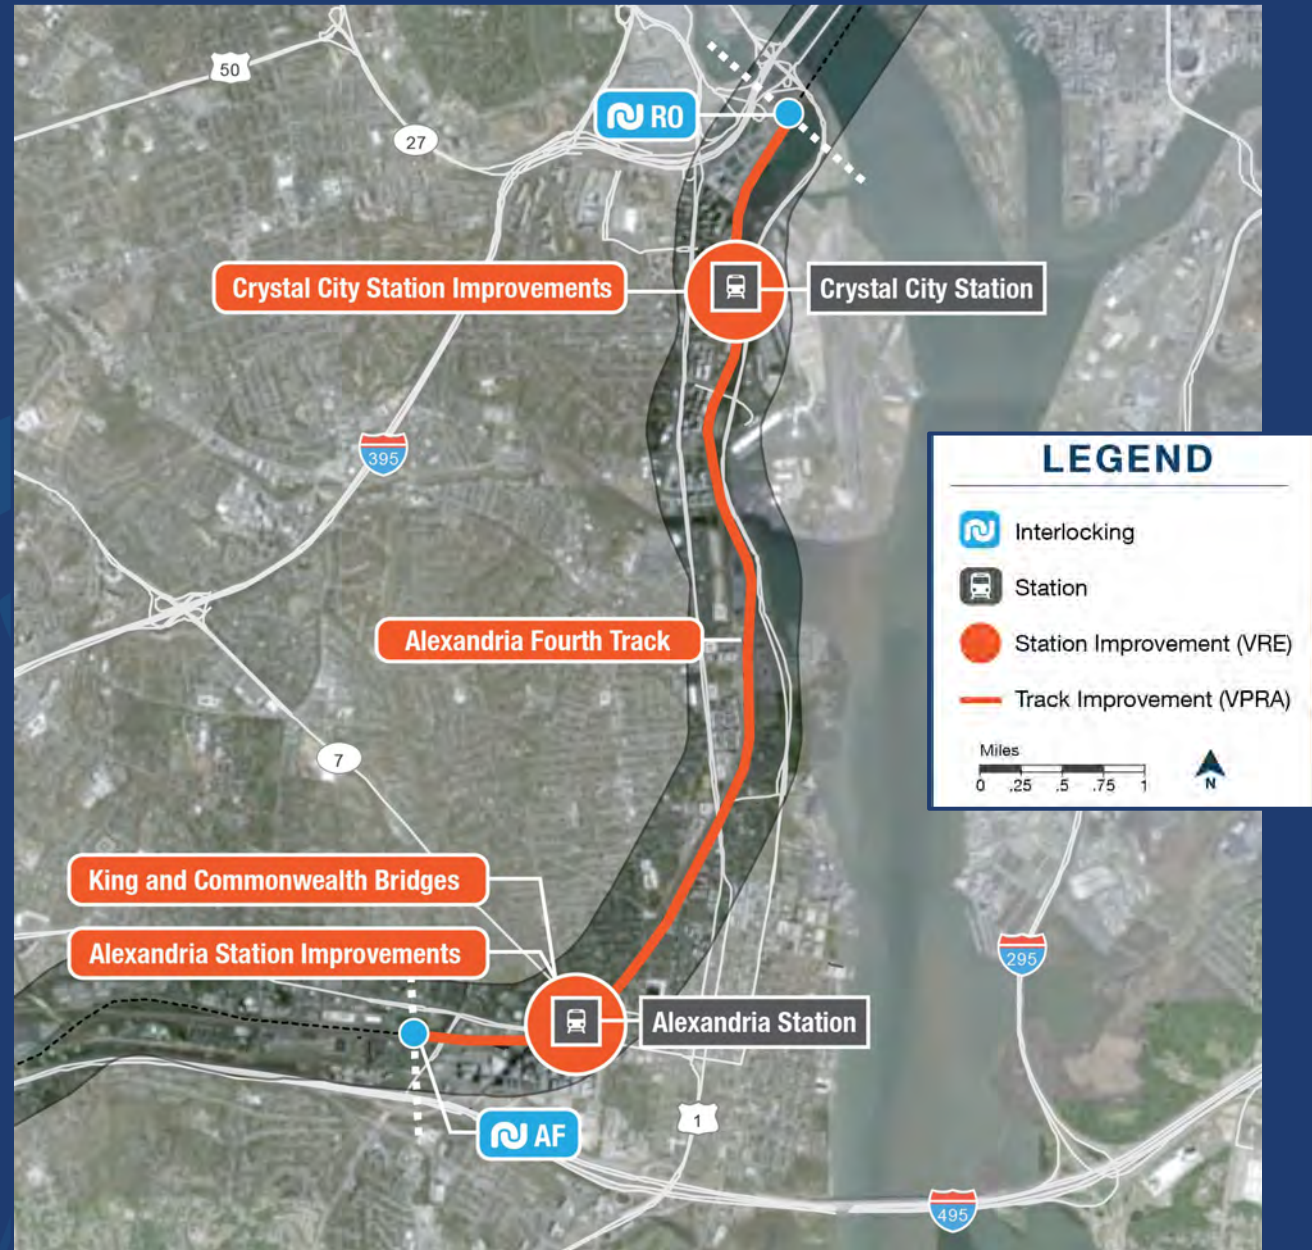 50
27
RO
Crystal City Station Improvements
Crystal City Station
395
LEGEND
Interlocking
Station
Station Improvement (VRE)
Track Improvement (VPRA)
Miles
0 .25 .5 .75 1
N
Alexandria Fourth Track
7
King and Commonwealth Bridges
Alexandria Station Improvements
295
Alexandria Station
1
AF
495